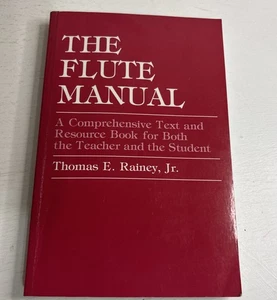 THE
FLUTE
MANUAL
A Comprehensive Text and
Resource Book for Both
the Teacher and the Student
Thomas E. Rainey, Jr.